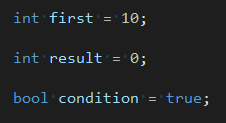 int first = 10;
int result = 0;
bool condition = true;